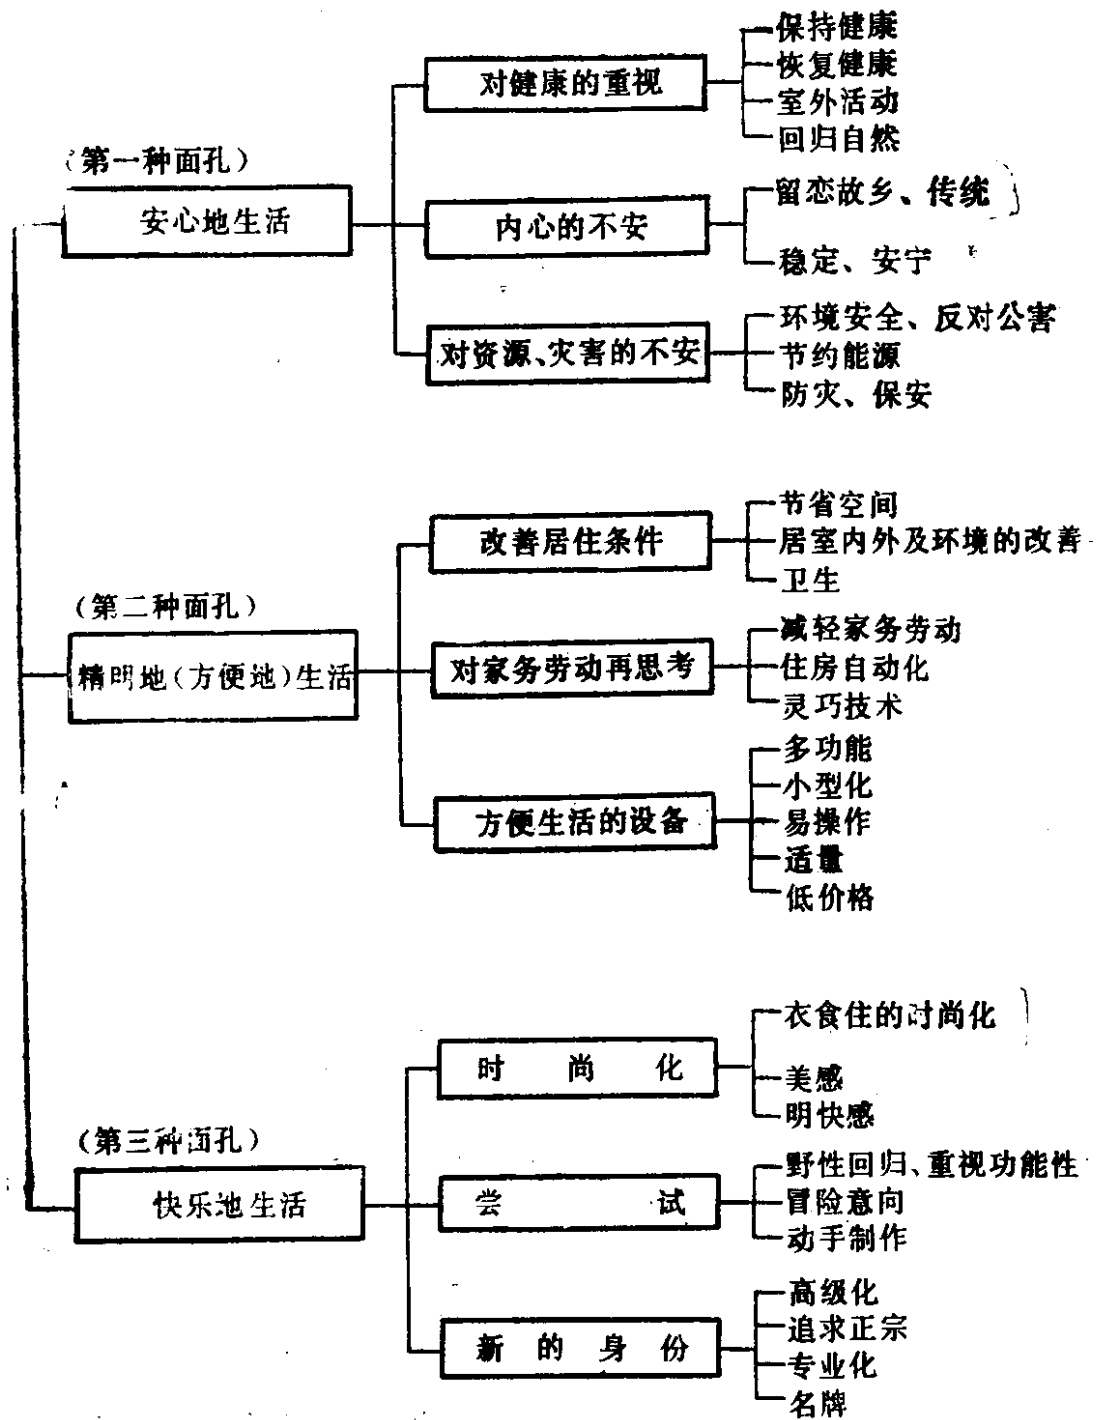 (第一种面孔)
安心地生活
对健康的重视
保持健康
恢复健康
室外活动
回归自然
内心的不安
留恋故乡、传统
稳定、安宁
对资源、灾害的不安
环境安全、反对公害
节约能源
防灾、保安
(第二种面孔)
精明地(方便地)生活
改善居住条件
节省空间
居室内外及环境的改善
卫生
对家务劳动再思考
减轻家务劳动
住房自动化
灵巧技术
方便生活的设备
多功能
小型化
易操作
适量
低价格
(第三种面孔)
快乐地生活
时尚化
衣食住的时尚化
美感
明快感
尝试
野性回归、重视功能性
冒险意向
动手制作
新的身份
高级化
追求正宗
专业化
名牌